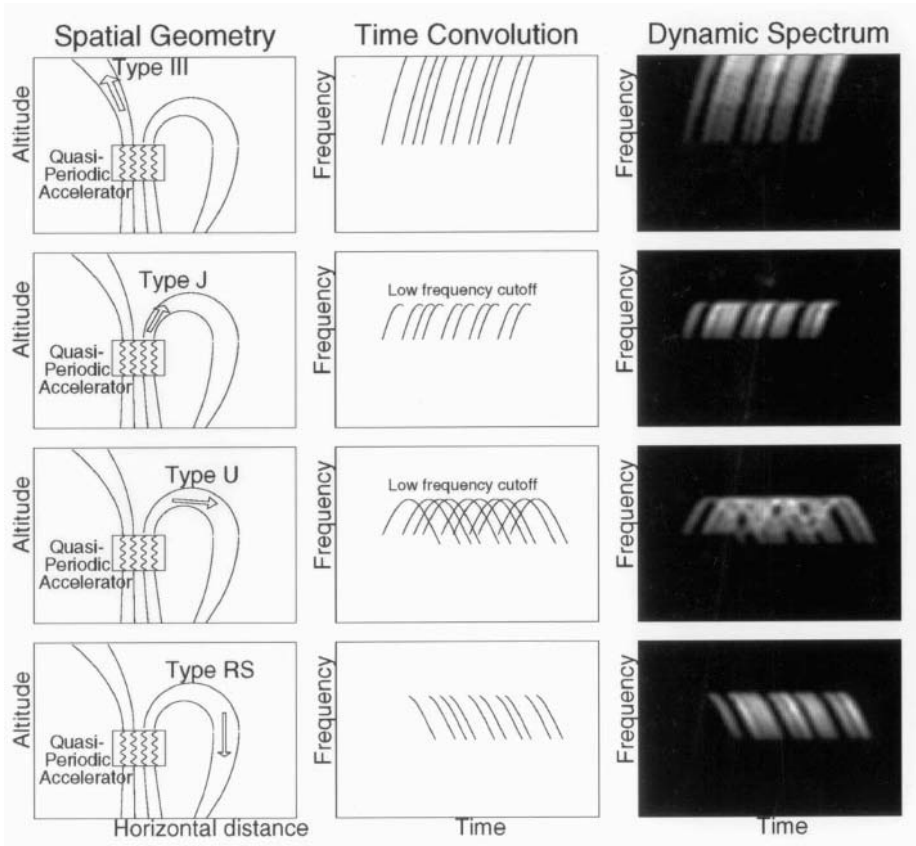 Spatial Geometry
Time Convolution
Dynamic Spectrum
Type III
Altitude
Quasi-
Periodic
Accelerator
Frequency
Frequency
Type J
Altitude
Quasi-
Periodic
Accelerator
Low frequency cutoff
Frequency
Frequency
Type U
Altitude
Quasi-
Periodic
Accelerator
Low frequency cutoff
Frequency
Frequency
Type RS
Altitude
Quasi-
Periodic
Accelerator
Frequency
Frequency
Horizontal distance
Time
Time